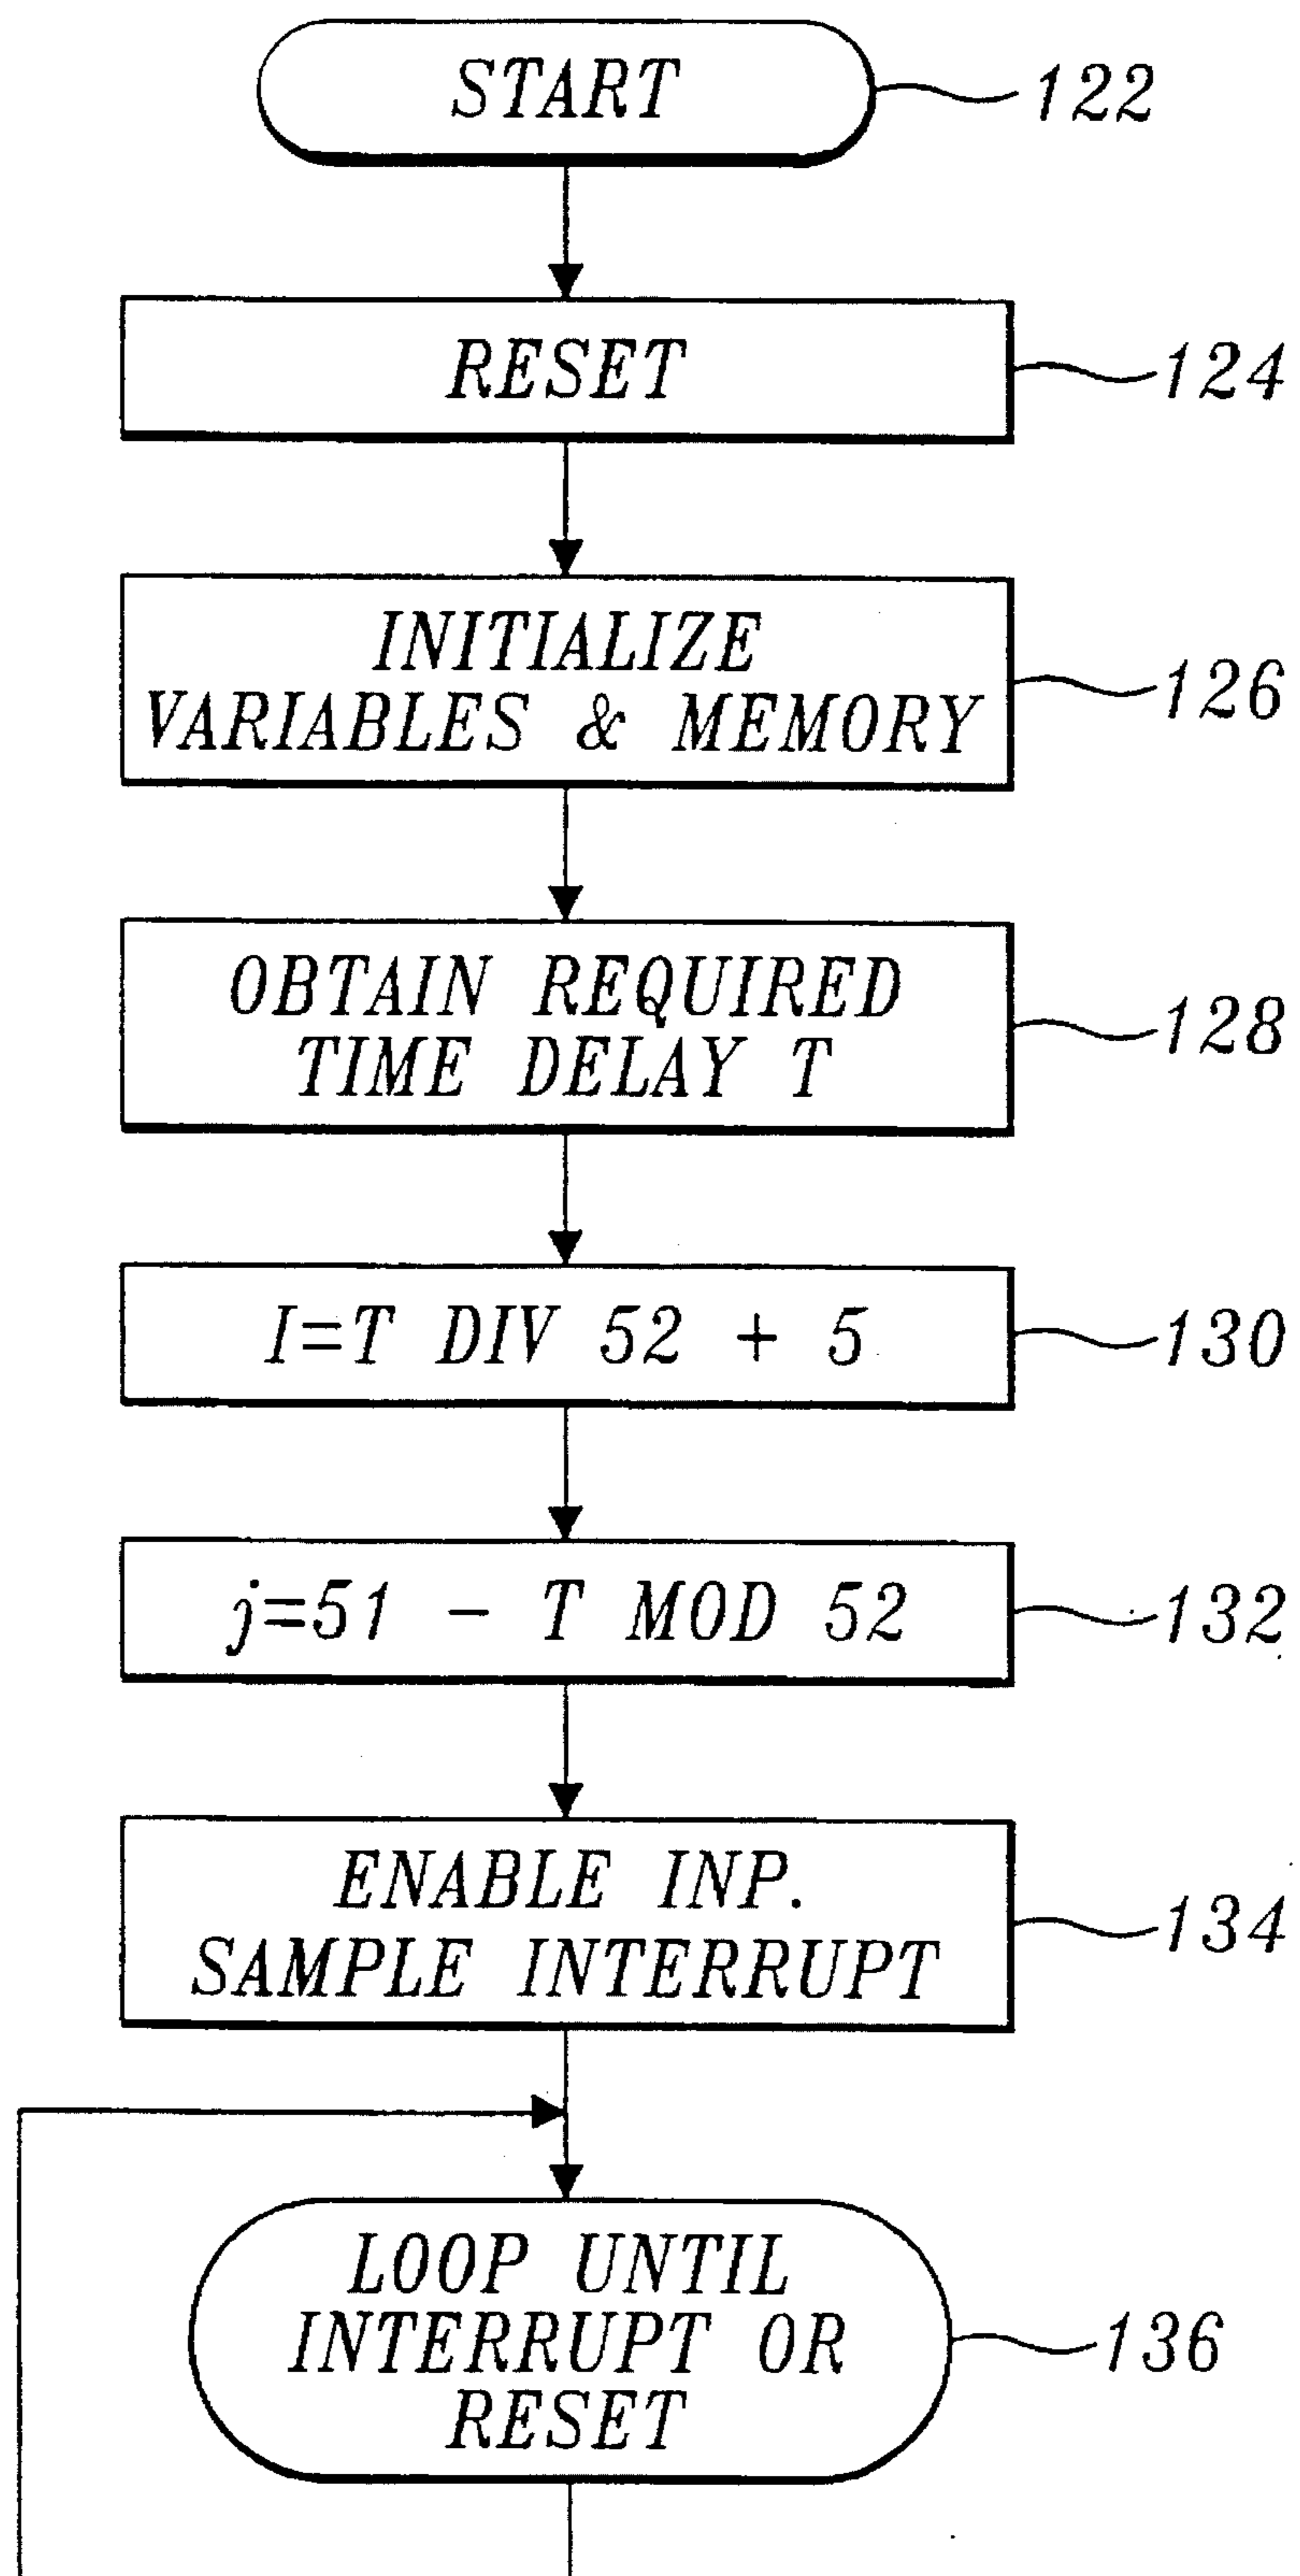 START
122
RESET
124
INITIALIZE
VARIABLES & MEMORY
126
OBTAIN REQUIRED
TIME DELAY T
128
I=T DIV 52 + 5
130
j=51 - T MOD 52
132
ENABLE INP.
SAMPLE INTERRUPT
134
LOOP UNTIL
INTERRUPT OR
RESET
136